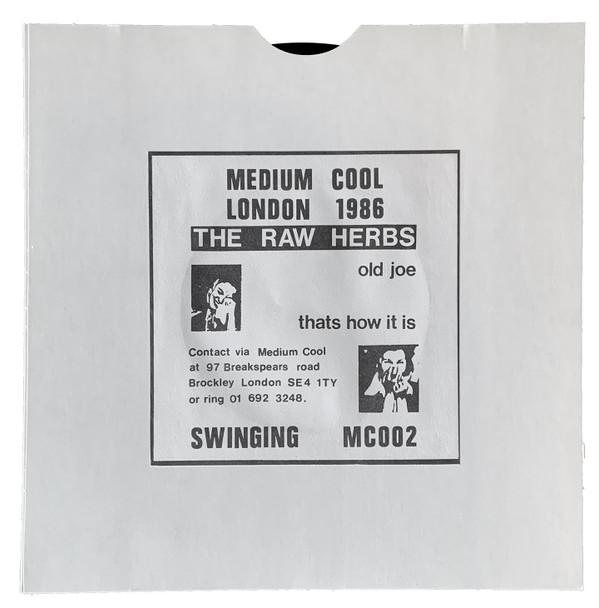 MEDIUM COOL
LONDON 1986
THE RAW HERBS
old joe
thats how it is
Contact via Medium Cool
at 97 Breakspears road
Brockley London SE4 1TY
or ring 01 692 3248.
SWINGING MC002